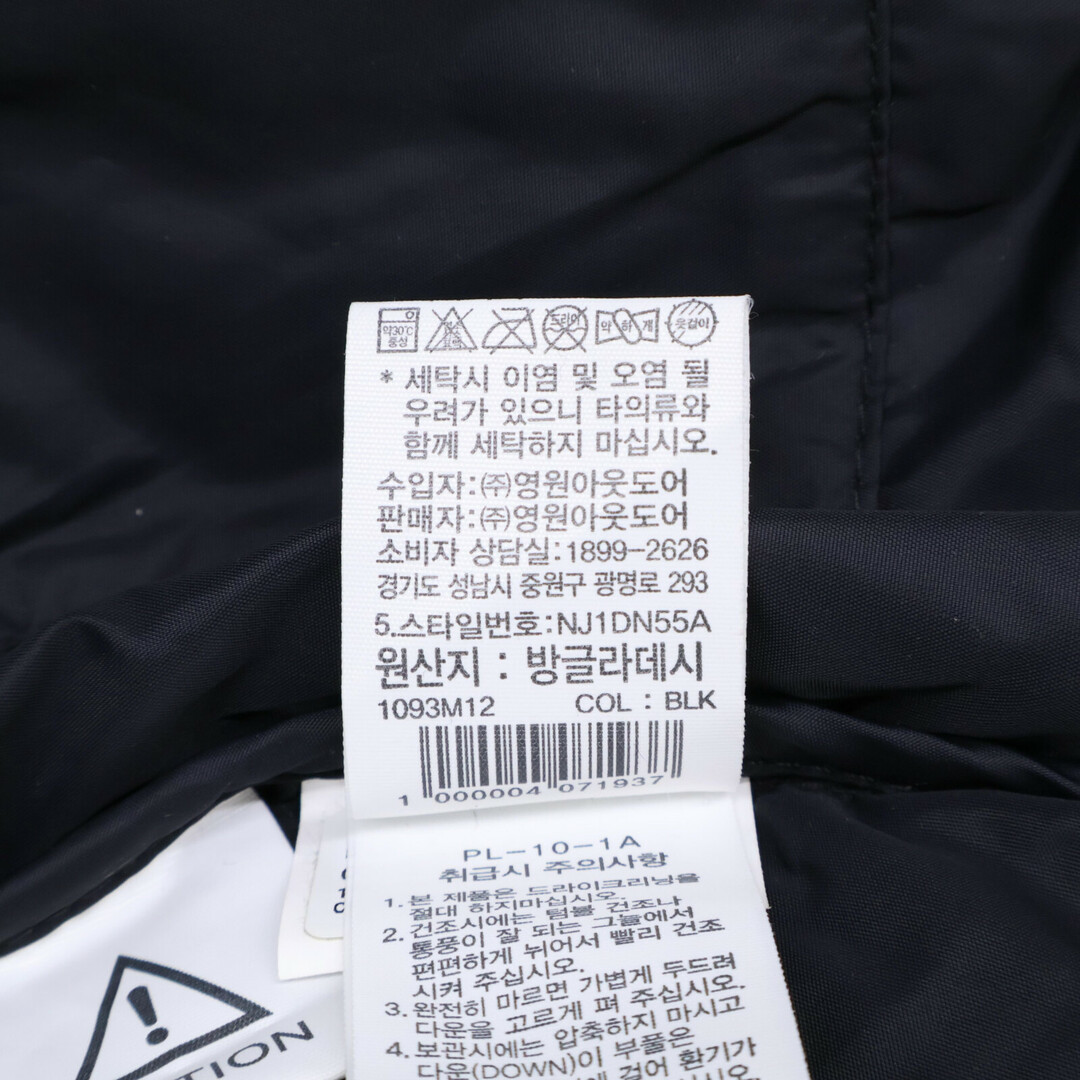 약30℃
중성
드라이
약 하 게
옷걸이
* 세탁시 이염 및 오염 될
우려가 있으니 타의류와
함께 세탁하지 마십시오.
수입자:㈜영원아웃도어
판매자:㈜영원아웃도어
소비자 상담실:1899-2626
경기도 성남시 중원구 광명로 293
5.스타일번호:NJ1DN55A
원산지 : 방글라데시
1093M12 COL : BLK
1 000004 071937
PL-10-1A
취급시 주의사항
1. 본 제품은 드라이크리닝을
절대 하지마십시오.
2. 건조시에는 텀블 건조나
통풍이 잘 되는 그늘에서
편편하게 뉘어서 빨리 건조
시켜 주십시오.
3. 완전히 마르면 가볍게 두드려
다운을 고르게 펴 주십시오.
4. 보관시에는 압축하지 마시고
다운(DOWN)이 부풀은
걸어 환기가